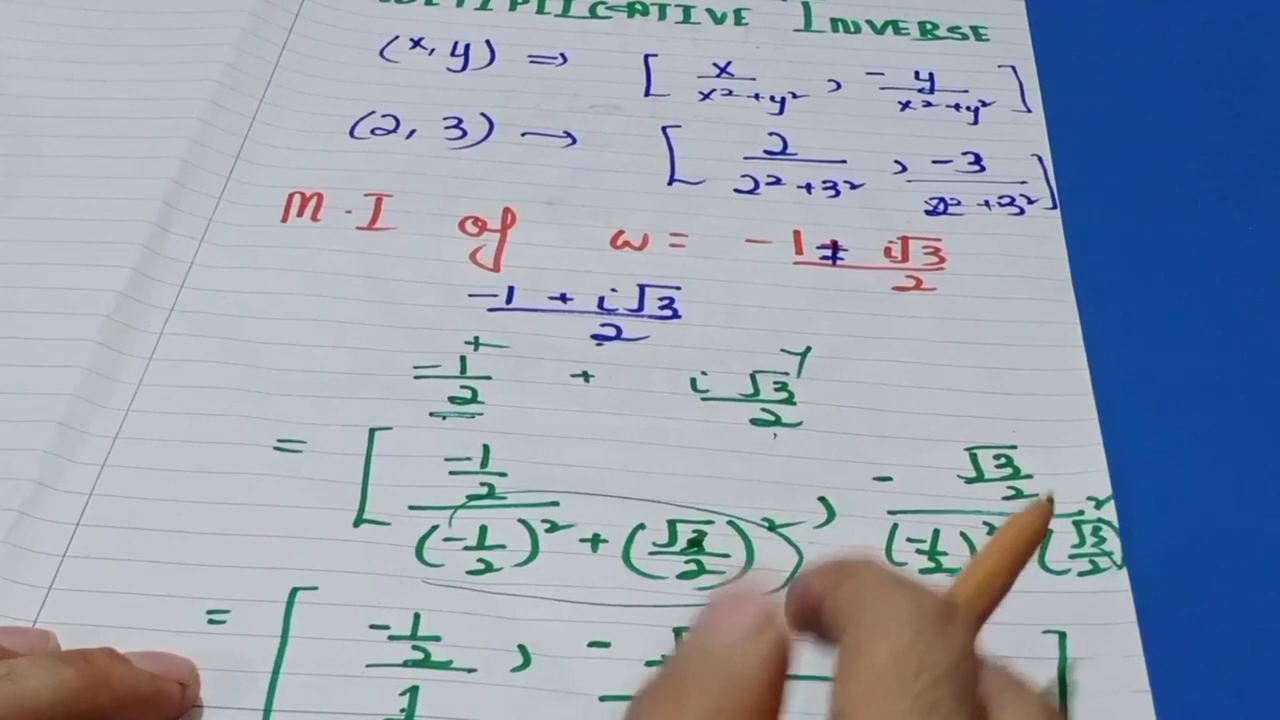 MULTIPLICATIVE INVERSE
(x, y) ⇒ [ x/(x²+y²) , -y/(x²+y²) ]
(2, 3) → [ 2/(2²+3²) , -3/(2²+3²) ]
M.I of ω = (-1 ± i√3)/2
(-1 + i√3)/2
-1/2 + i√3/2
= [ (-1/2)/((-1/2)² + (√3/2)²) , - (√3/2)/((-1/2)² (√3/2)²
= [ (-1/2)/1 , - ]